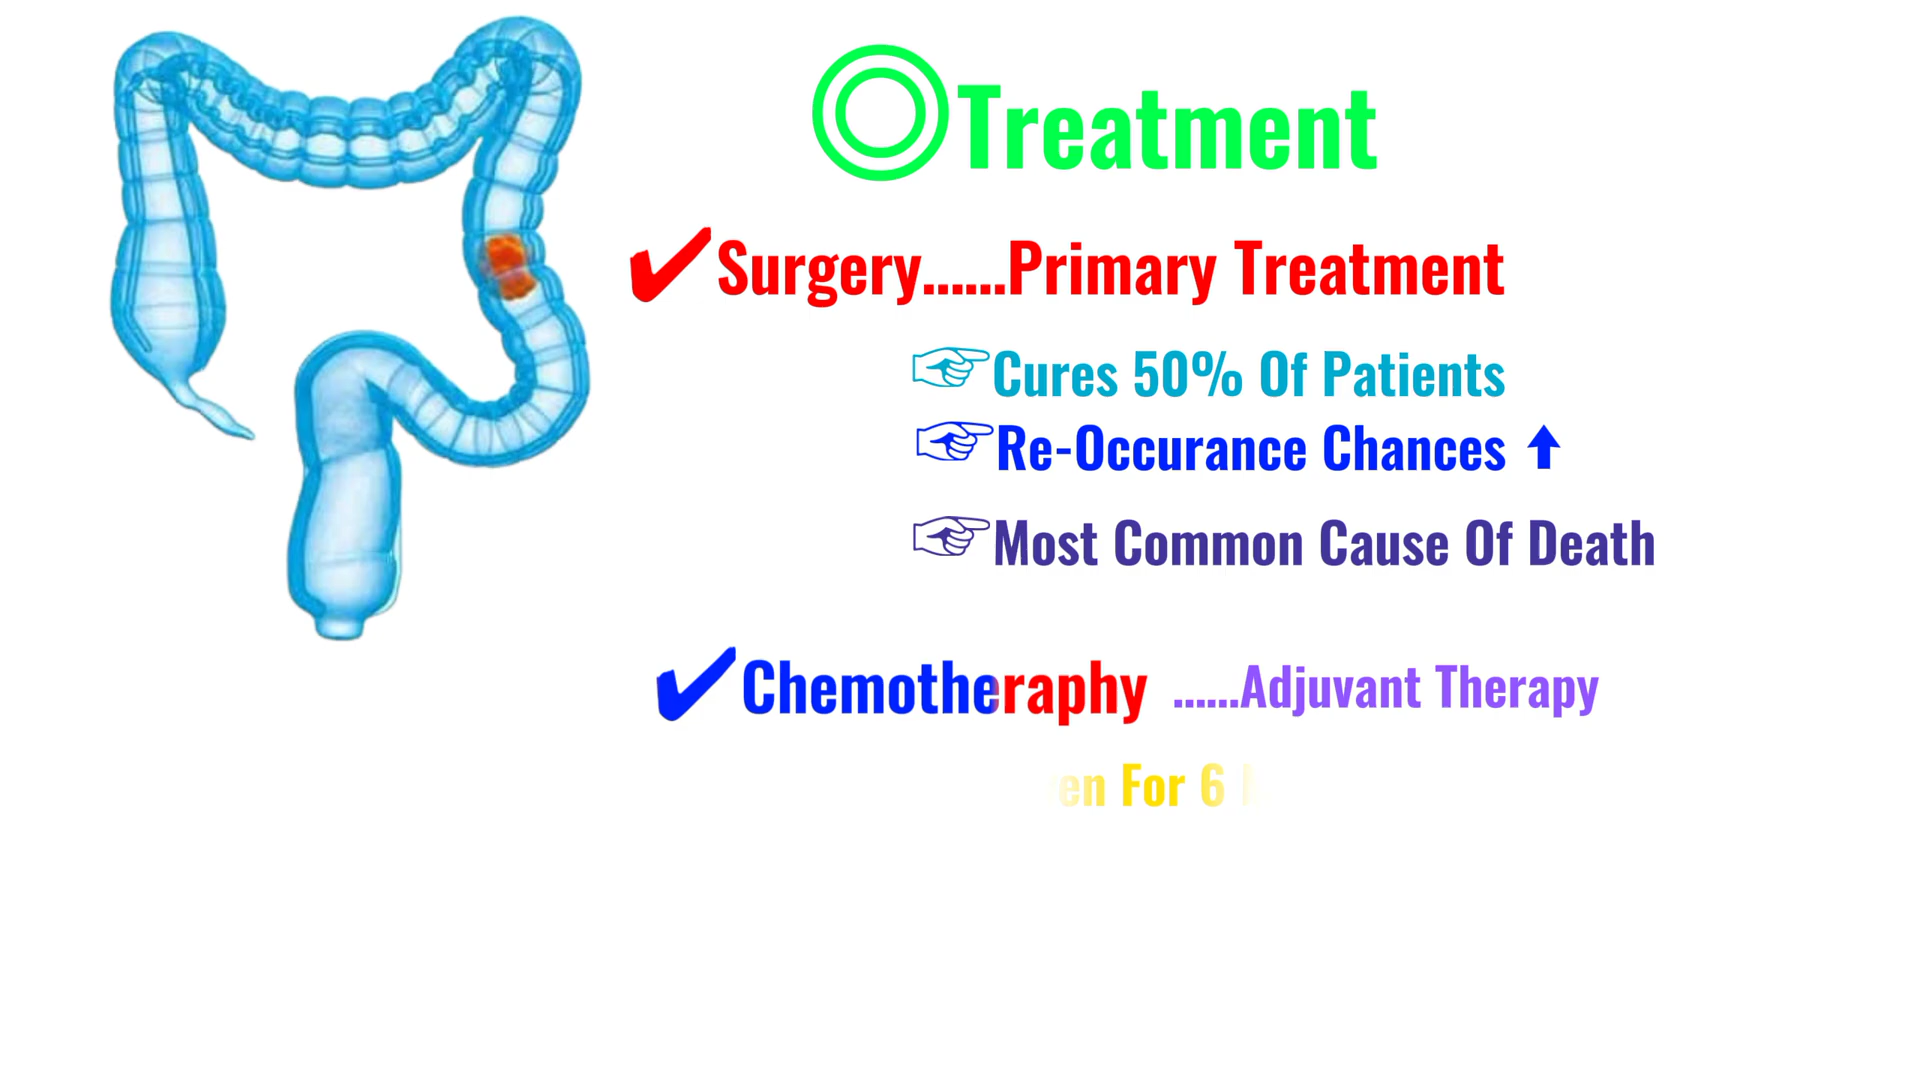 Treatment
✔Surgery......Primary Treatment
☞Cures 50% Of Patients
☞Re-Occurance Chances ⬆
☞Most Common Cause Of Death
✔Chemotheraphy ......Adjuvant Therapy
For 6